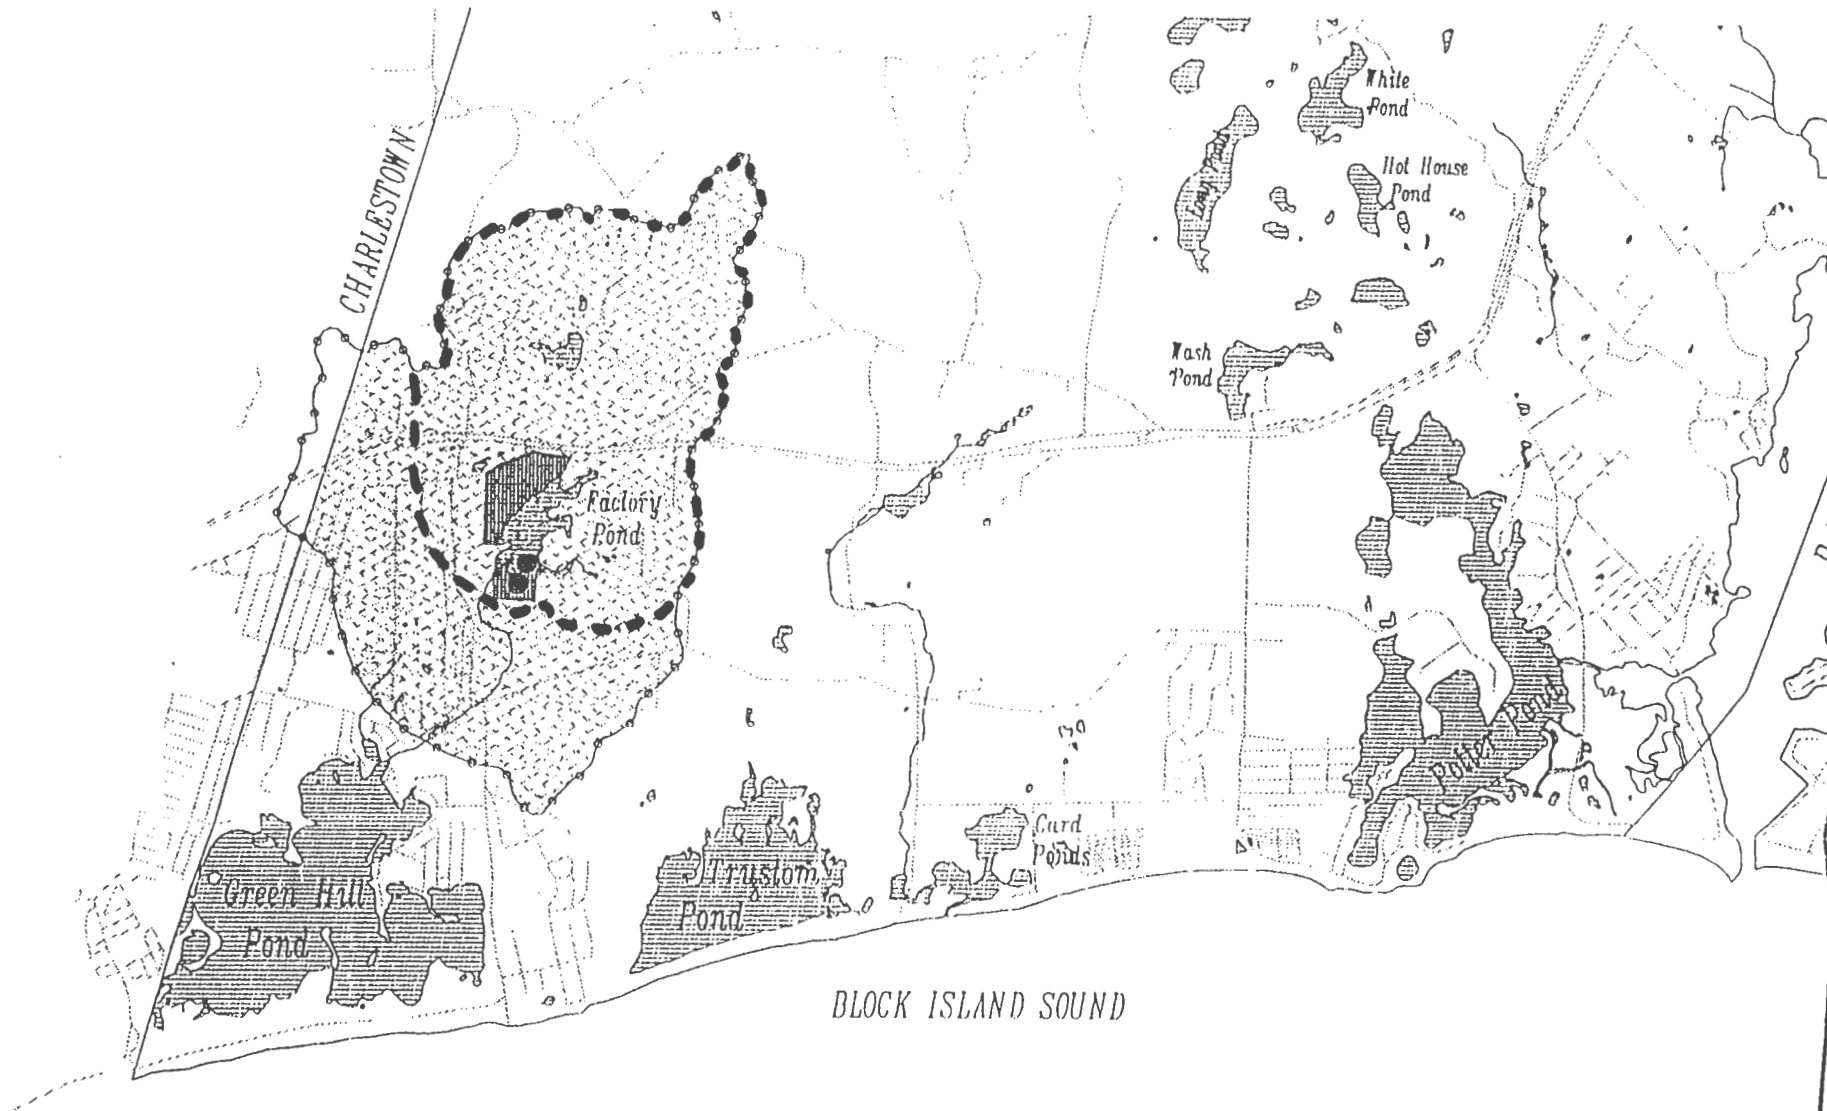 CHARLESTOWN
White
Pond
Long Pond
Hot House
Pond
Wash
Pond
Factory
Pond
Potter Pond
Card
Ponds
Trustom
Pond
Green Hill
Pond
BLOCK ISLAND SOUND